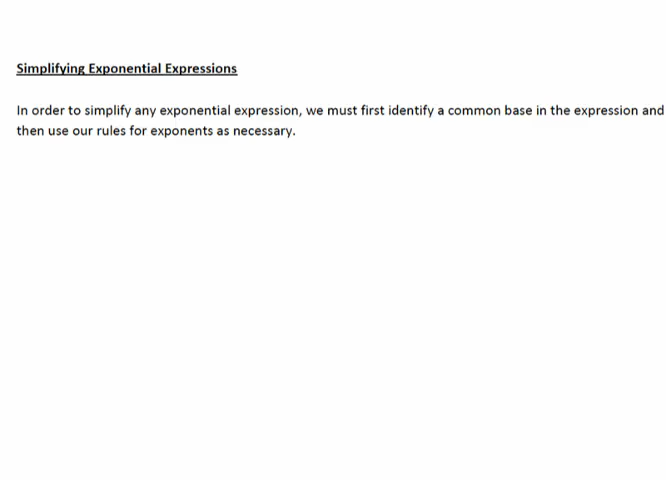 Simplifying Exponential Expressions
In order to simplify any exponential expression, we must first identify a common base in the expression and
then use our rules for exponents as necessary.